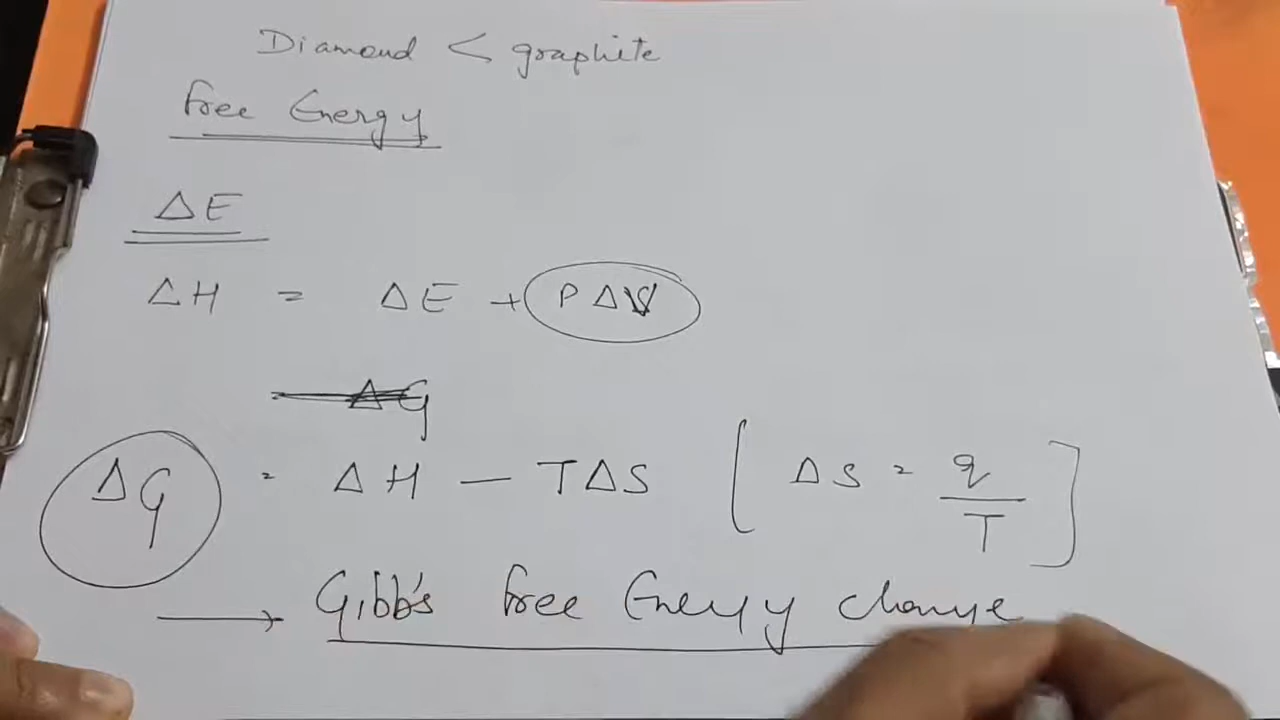 Diamond < graphite
Free Energy
ΔE
ΔH = ΔE + PΔV
ΔG
ΔG = ΔH — TΔS [ ΔS = q/T ]
→ Gibb's free Energy change